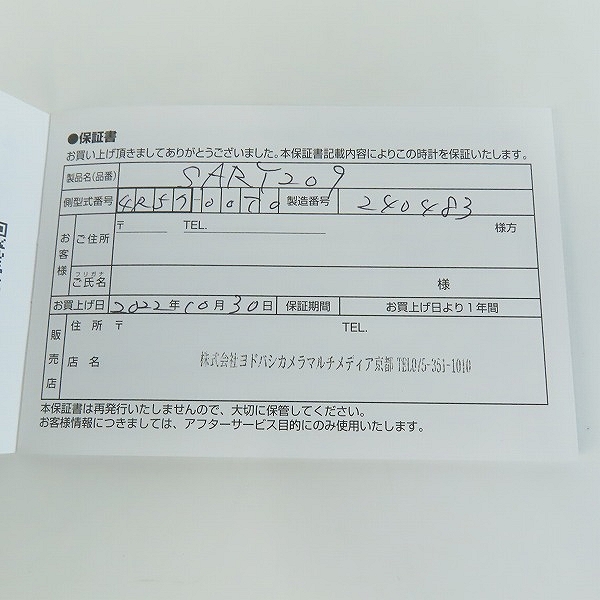 ●保証書
お買い上げ頂きましてありがとうございました。本保証書記載内容によりこの時計を保証いたします。
製品名(品番) SARY209
側型式番号 4R57-00T0 製造番号 240483
お客様 ご住所 〒 TEL. 様方
フリガナ
ご氏名 様
お買上げ日 2022年10月30日 保証期間 お買上げ日より1年間
販売店 住所 〒 TEL.
店名 株式会社ヨドバシカメラマルチメディア京都 TEL075-351-1010
本保証書は再発行いたしませんので、大切に保管してください。
お客様情報につきましては、アフターサービス目的にのみ使用いたします。